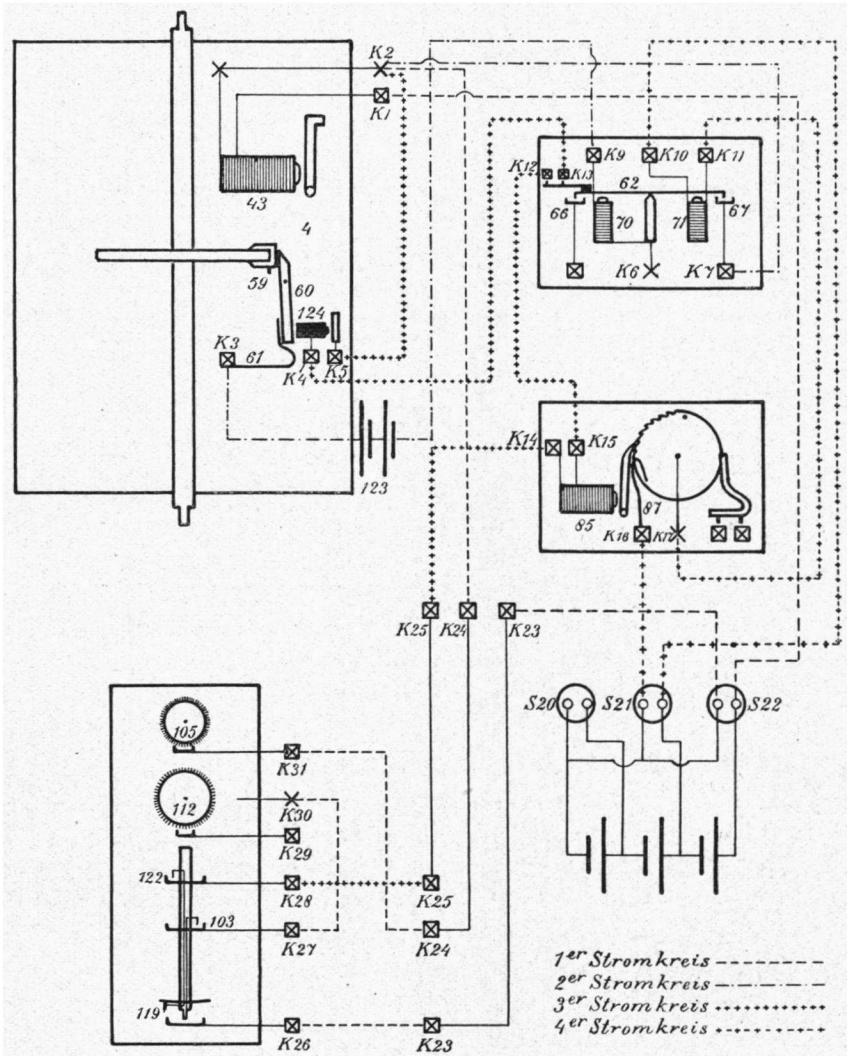 K2
K1
43
4
59
60
124
K3
61
K4
K5
123
K9
K10
K11
K12
K13
62
66
70
71
67
K6
K7
K14
K15
85
87
K16
K17
K25
K24
K23
S20
S21
S22
105
K31
112
K30
K29
122
K28
K25
103
K27
K24
119
K26
K23
1er Stromkreis
2er Stromkreis
3er Stromkreis
4er Stromkreis